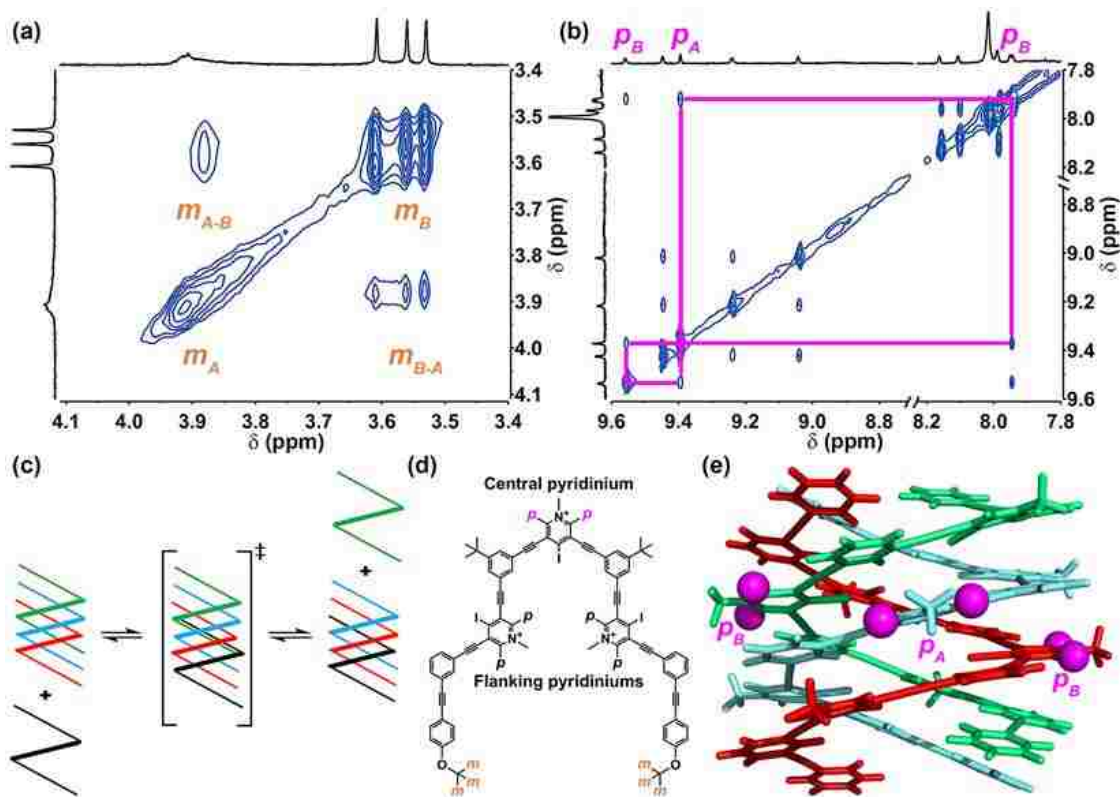 (a)
3.4
3.5
3.6
3.7
3.8
3.9
4.0
4.1
δ (ppm)
m_A-B
m_B
m_A
m_B-A
4.1 4.0 3.9 3.8 3.7 3.6 3.5 3.4
δ (ppm)
(b)
p_B p_A p_B
7.8
8.0
8.2
8.8
9.0
9.2
9.4
9.6
δ (ppm)
9.6 9.4 9.2 9.0 8.8 8.2 8.0 7.8
δ (ppm)
(c)
+
‡
+
(d)
Central pyridinium
N+
p p
I
I p p I
N+ N+
p p
Flanking pyridiniums
O O
m m
m m
m m
(e)
p_B
p_A
p_B